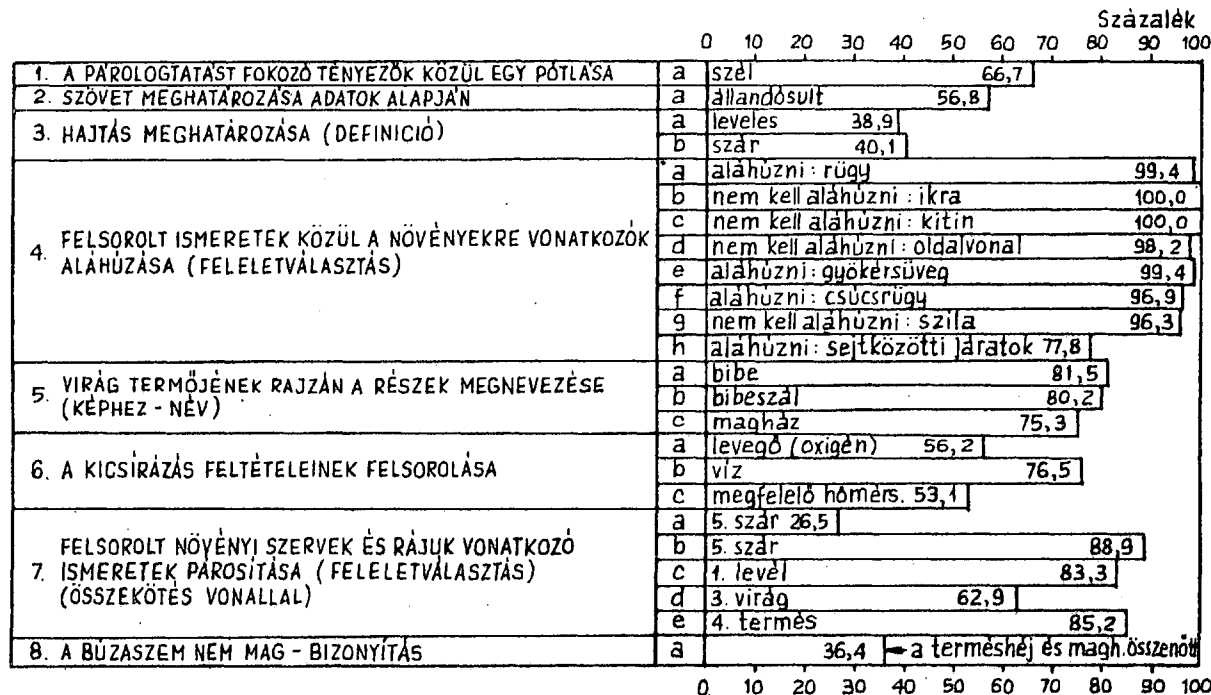 Százalék
0 10 20 30 40 50 60 70 80 90 100
1. A PÁROLOGTATÁST FOKOZÓ TÉNYEZŐK KÖZÜL EGY PÓTLÁSA a szél 66,7
2. SZÖVET MEGHATÁROZÁSA ADATOK ALAPJÁN a állandósult 56,8
3. HAJTÁS MEGHATÁROZÁSA (DEFINICIÓ)
a leveles 38,9
b szár 40,1
4. FELSOROLT ISMERETEK KÖZÜL A NÖVÉNYEKRE VONATKOZÓK
ALÁHÚZÁSA (FELELETVÁLASZTÁS)
a aláhúzni: rügy 99,4
b nem kell aláhúzni: ikra 100,0
c nem kell aláhúzni: kitin 100,0
d nem kell aláhúzni: oldalvonal 98,2
e aláhúzni: gyökérsüveg 99,4
f aláhúzni: csúcsrügy 96,9
g nem kell aláhúzni: szila 96,3
h aláhúzni: sejtközötti járatok 77,8
5. VIRÁG TERMŐJÉNEK RAJZÁN A RÉSZEK MEGNEVEZÉSE
(KÉPHEZ - NÉV)
a bibe 81,5
b bibeszál 80,2
c magház 75,3
6. A KICSÍRÁZÁS FELTÉTELEINEK FELSOROLÁSA
a levegő (oxigén) 56,2
b víz 76,5
c megfelelő hőmérs. 53,1
7. FELSOROLT NÖVÉNYI SZERVEK ÉS RÁJUK VONATKOZÓ
ISMERETEK PÁROSÍTÁSA (FELELETVÁLASZTÁS)
(ÖSSZEKÖTÉS VONALLAL)
a 5. szár 26,5
b 5. szár 88,9
c 1. levél 83,3
d 3. virág 62,9
e 4. termés 85,2
8. A BÚZASZEM NEM MAG - BIZONYÍTÁS a 36,4 a terméshéj és magh. összenőtt
0 10 20 30 40 50 60 70 80 90 100